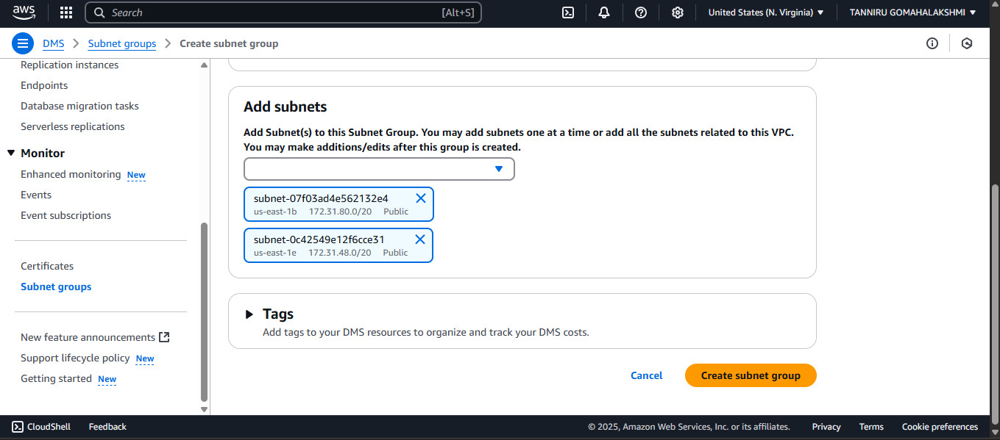 aws
Search [Alt+S]
United States (N. Virginia)
TANNIRU GOMAHALAKSHMI
DMS
Subnet groups
Create subnet group
Replication instances
Endpoints
Database migration tasks
Serverless replications
Monitor
Enhanced monitoring New
Events
Event subscriptions
Certificates
Subnet groups
New feature announcements
Support lifecycle policy New
Getting started New
Add subnets
Add Subnet(s) to this Subnet Group. You may add subnets one at a time or add all the subnets related to this VPC.
You may make additions/edits after this group is created.
subnet-07f03ad4e562132e4
us-east-1b 172.31.80.0/20 Public
subnet-0c42549e12f6cce31
us-east-1e 172.31.48.0/20 Public
Tags
Add tags to your DMS resources to organize and track your DMS costs.
Cancel
Create subnet group
CloudShell
Feedback
© 2025, Amazon Web Services, Inc. or its affiliates.
Privacy
Terms
Cookie preferences